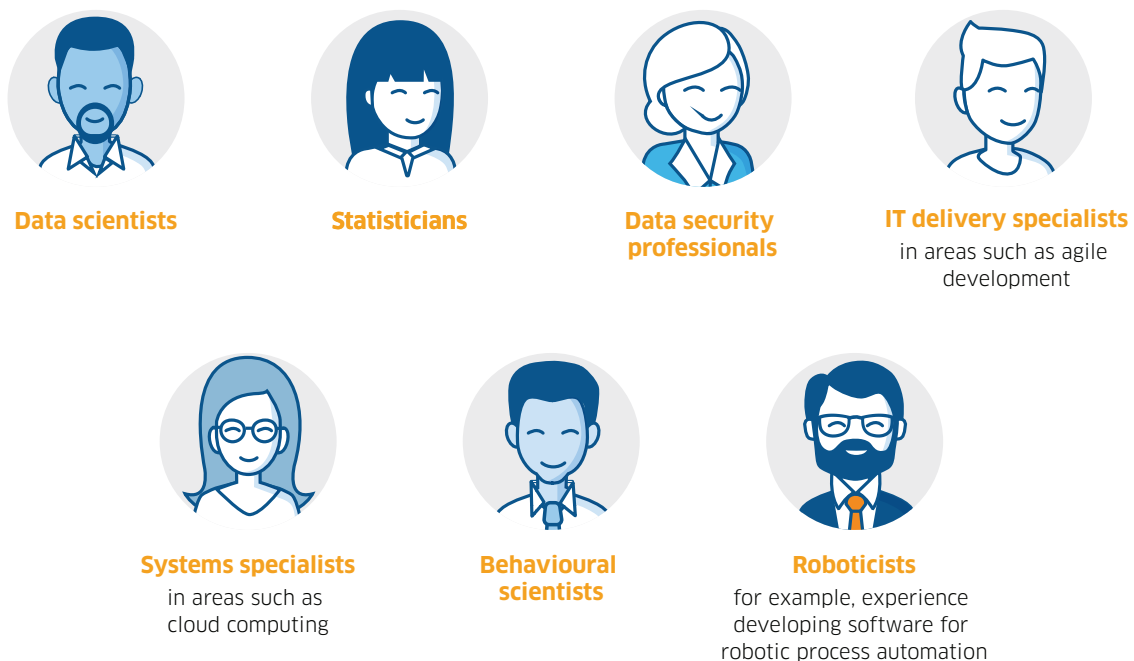 Data scientists
Statisticians
Data security
professionals
IT delivery specialists
in areas such as agile
development
Systems specialists
in areas such as
cloud computing
Behavioural
scientists
Roboticists
for example, experience
developing software for
robotic process automation